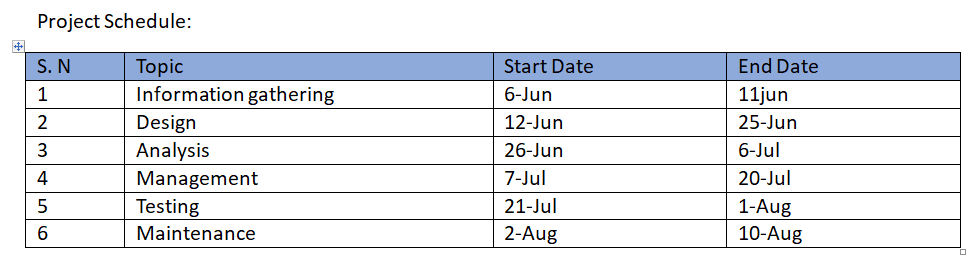 Project Schedule:
S. N Topic Start Date End Date
1 Information gathering 6-Jun 11jun
2 Design 12-Jun 25-Jun
3 Analysis 26-Jun 6-Jul
4 Management 7-Jul 20-Jul
5 Testing 21-Jul 1-Aug
6 Maintenance 2-Aug 10-Aug